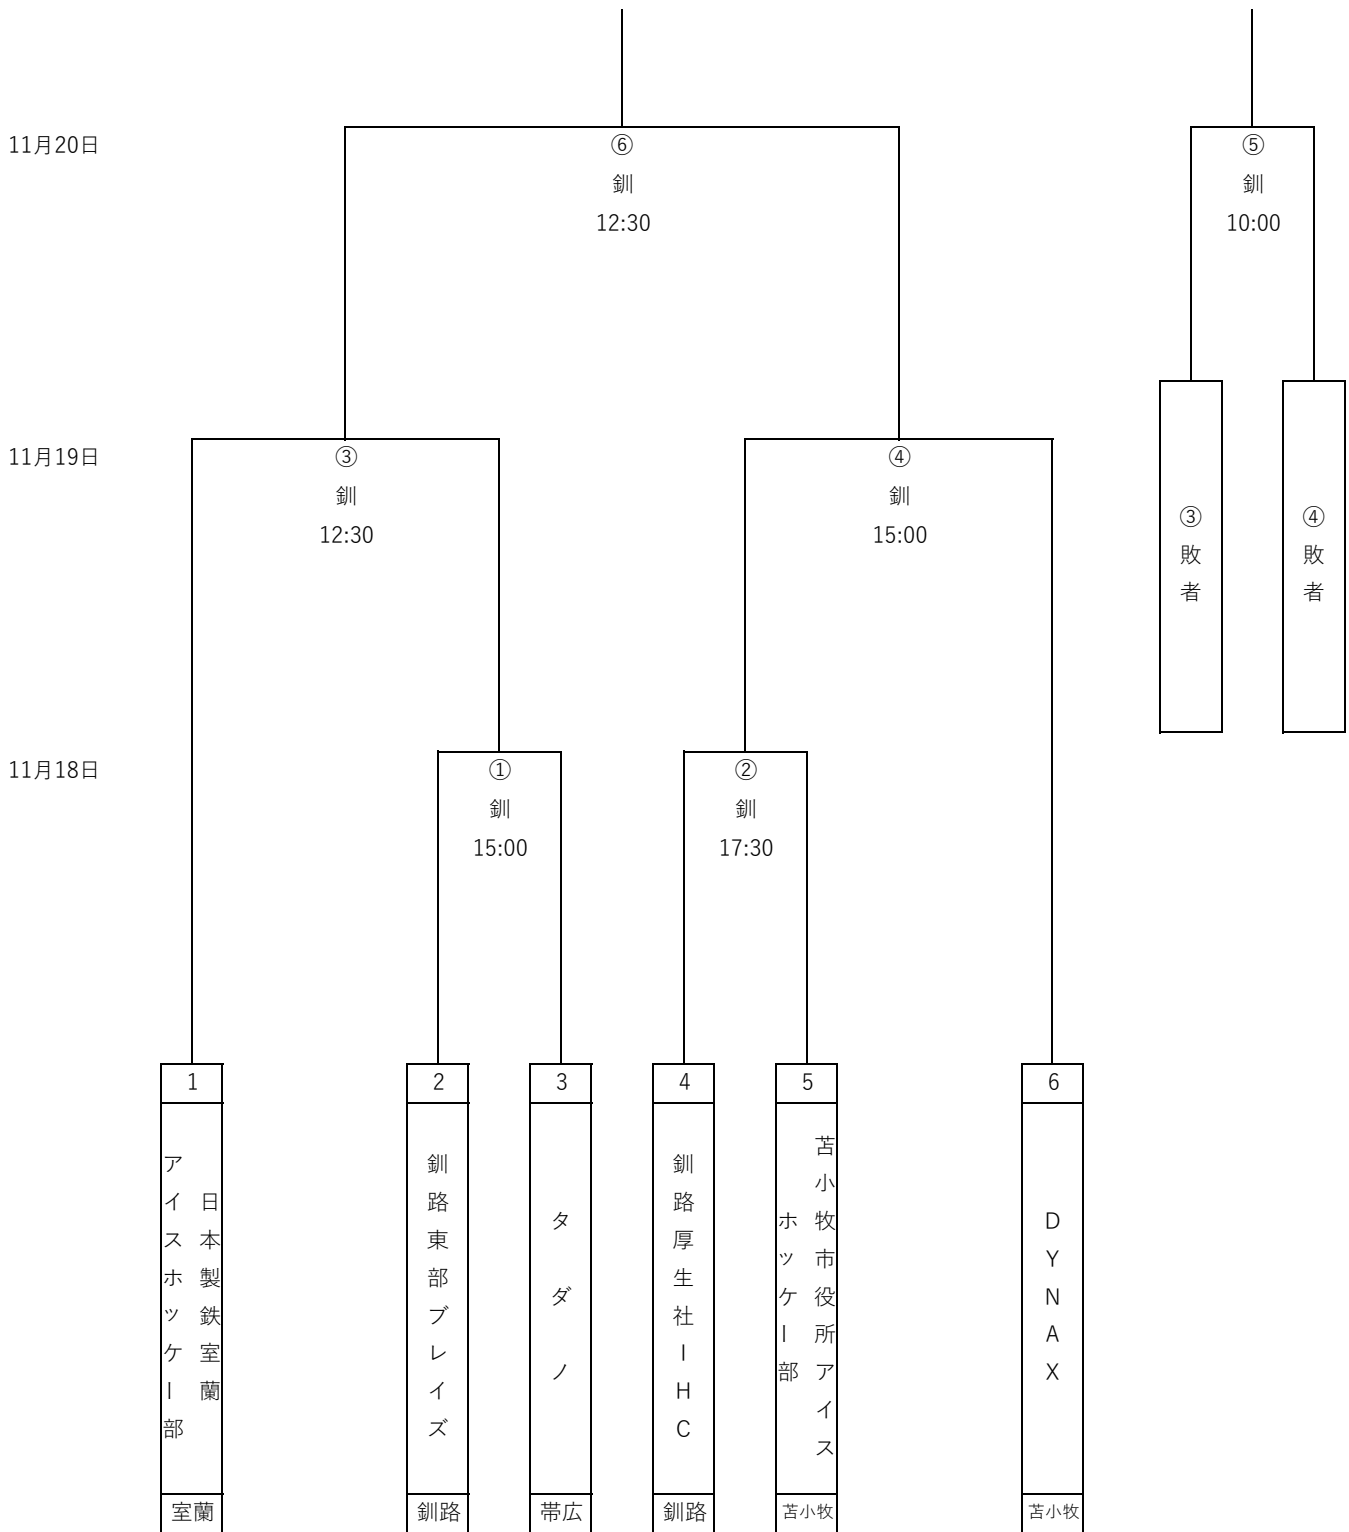 11月20日
⑥
釧
12:30
⑤
釧
10:00
11月19日
③
釧
12:30
④
釧
15:00
③敗者
④敗者
11月18日
①
釧
15:00
②
釧
17:30
1
2
3
4
5
6
日本製鉄室蘭
アイスホッケー部
釧路東部ブレイズ
タダノ
釧路厚生社IHC
苫小牧市役所アイス
ホッケー部
DYNAX
室蘭
釧路
帯広
釧路
苫小牧
苫小牧